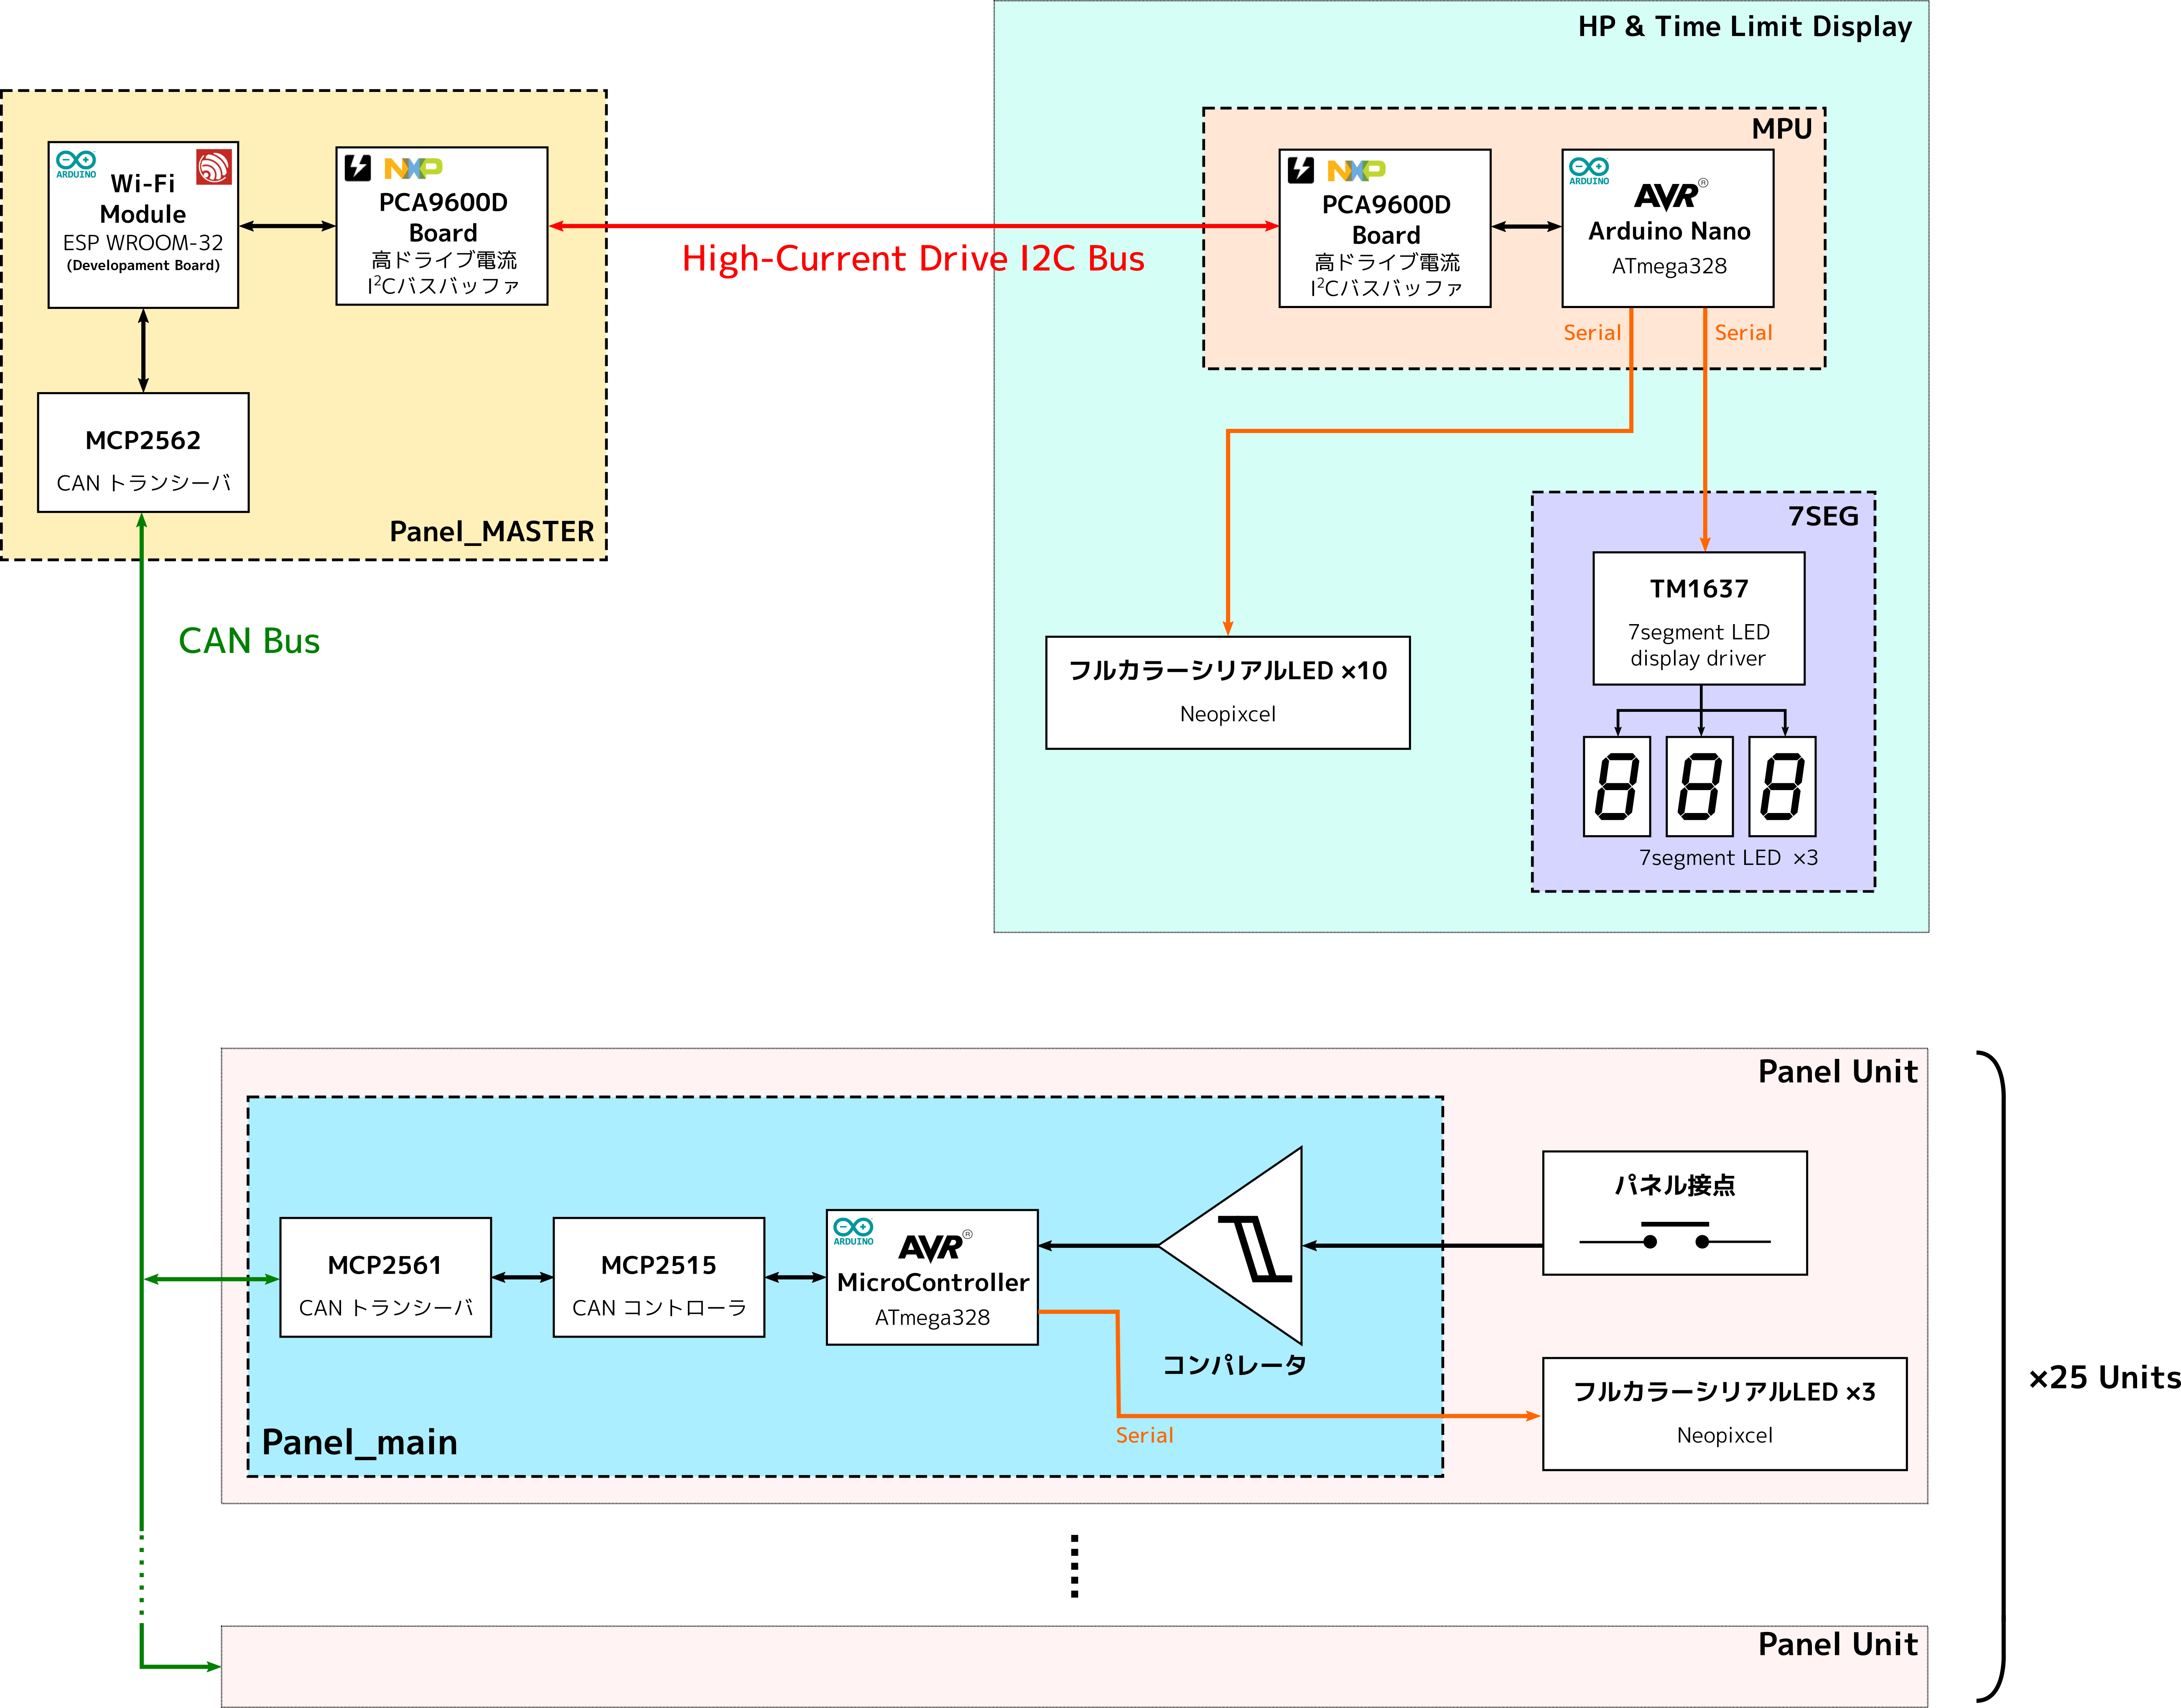 HP & Time Limit Display
ARDUINO
Wi-Fi
Module
ESP WROOM-32
(Developament Board)
NXP
PCA9600D
Board
高ドライブ電流
I²Cバスバッファ
MCP2562
CAN トランシーバ
Panel_MASTER
High-Current Drive I2C Bus
MPU
NXP
PCA9600D
Board
高ドライブ電流
I²Cバスバッファ
ARDUINO
AVR®
Arduino Nano
ATmega328
Serial
Serial
7SEG
TM1637
7segment LED
display driver
8 8 8
7segment LED ×3
フルカラーシリアルLED ×10
Neopixcel
CAN Bus
Panel Unit
MCP2561
CAN トランシーバ
MCP2515
CAN コントローラ
ARDUINO
AVR®
MicroController
ATmega328
コンパレータ
パネル接点
フルカラーシリアルLED ×3
Neopixcel
Serial
Panel_main
×25 Units
Panel Unit